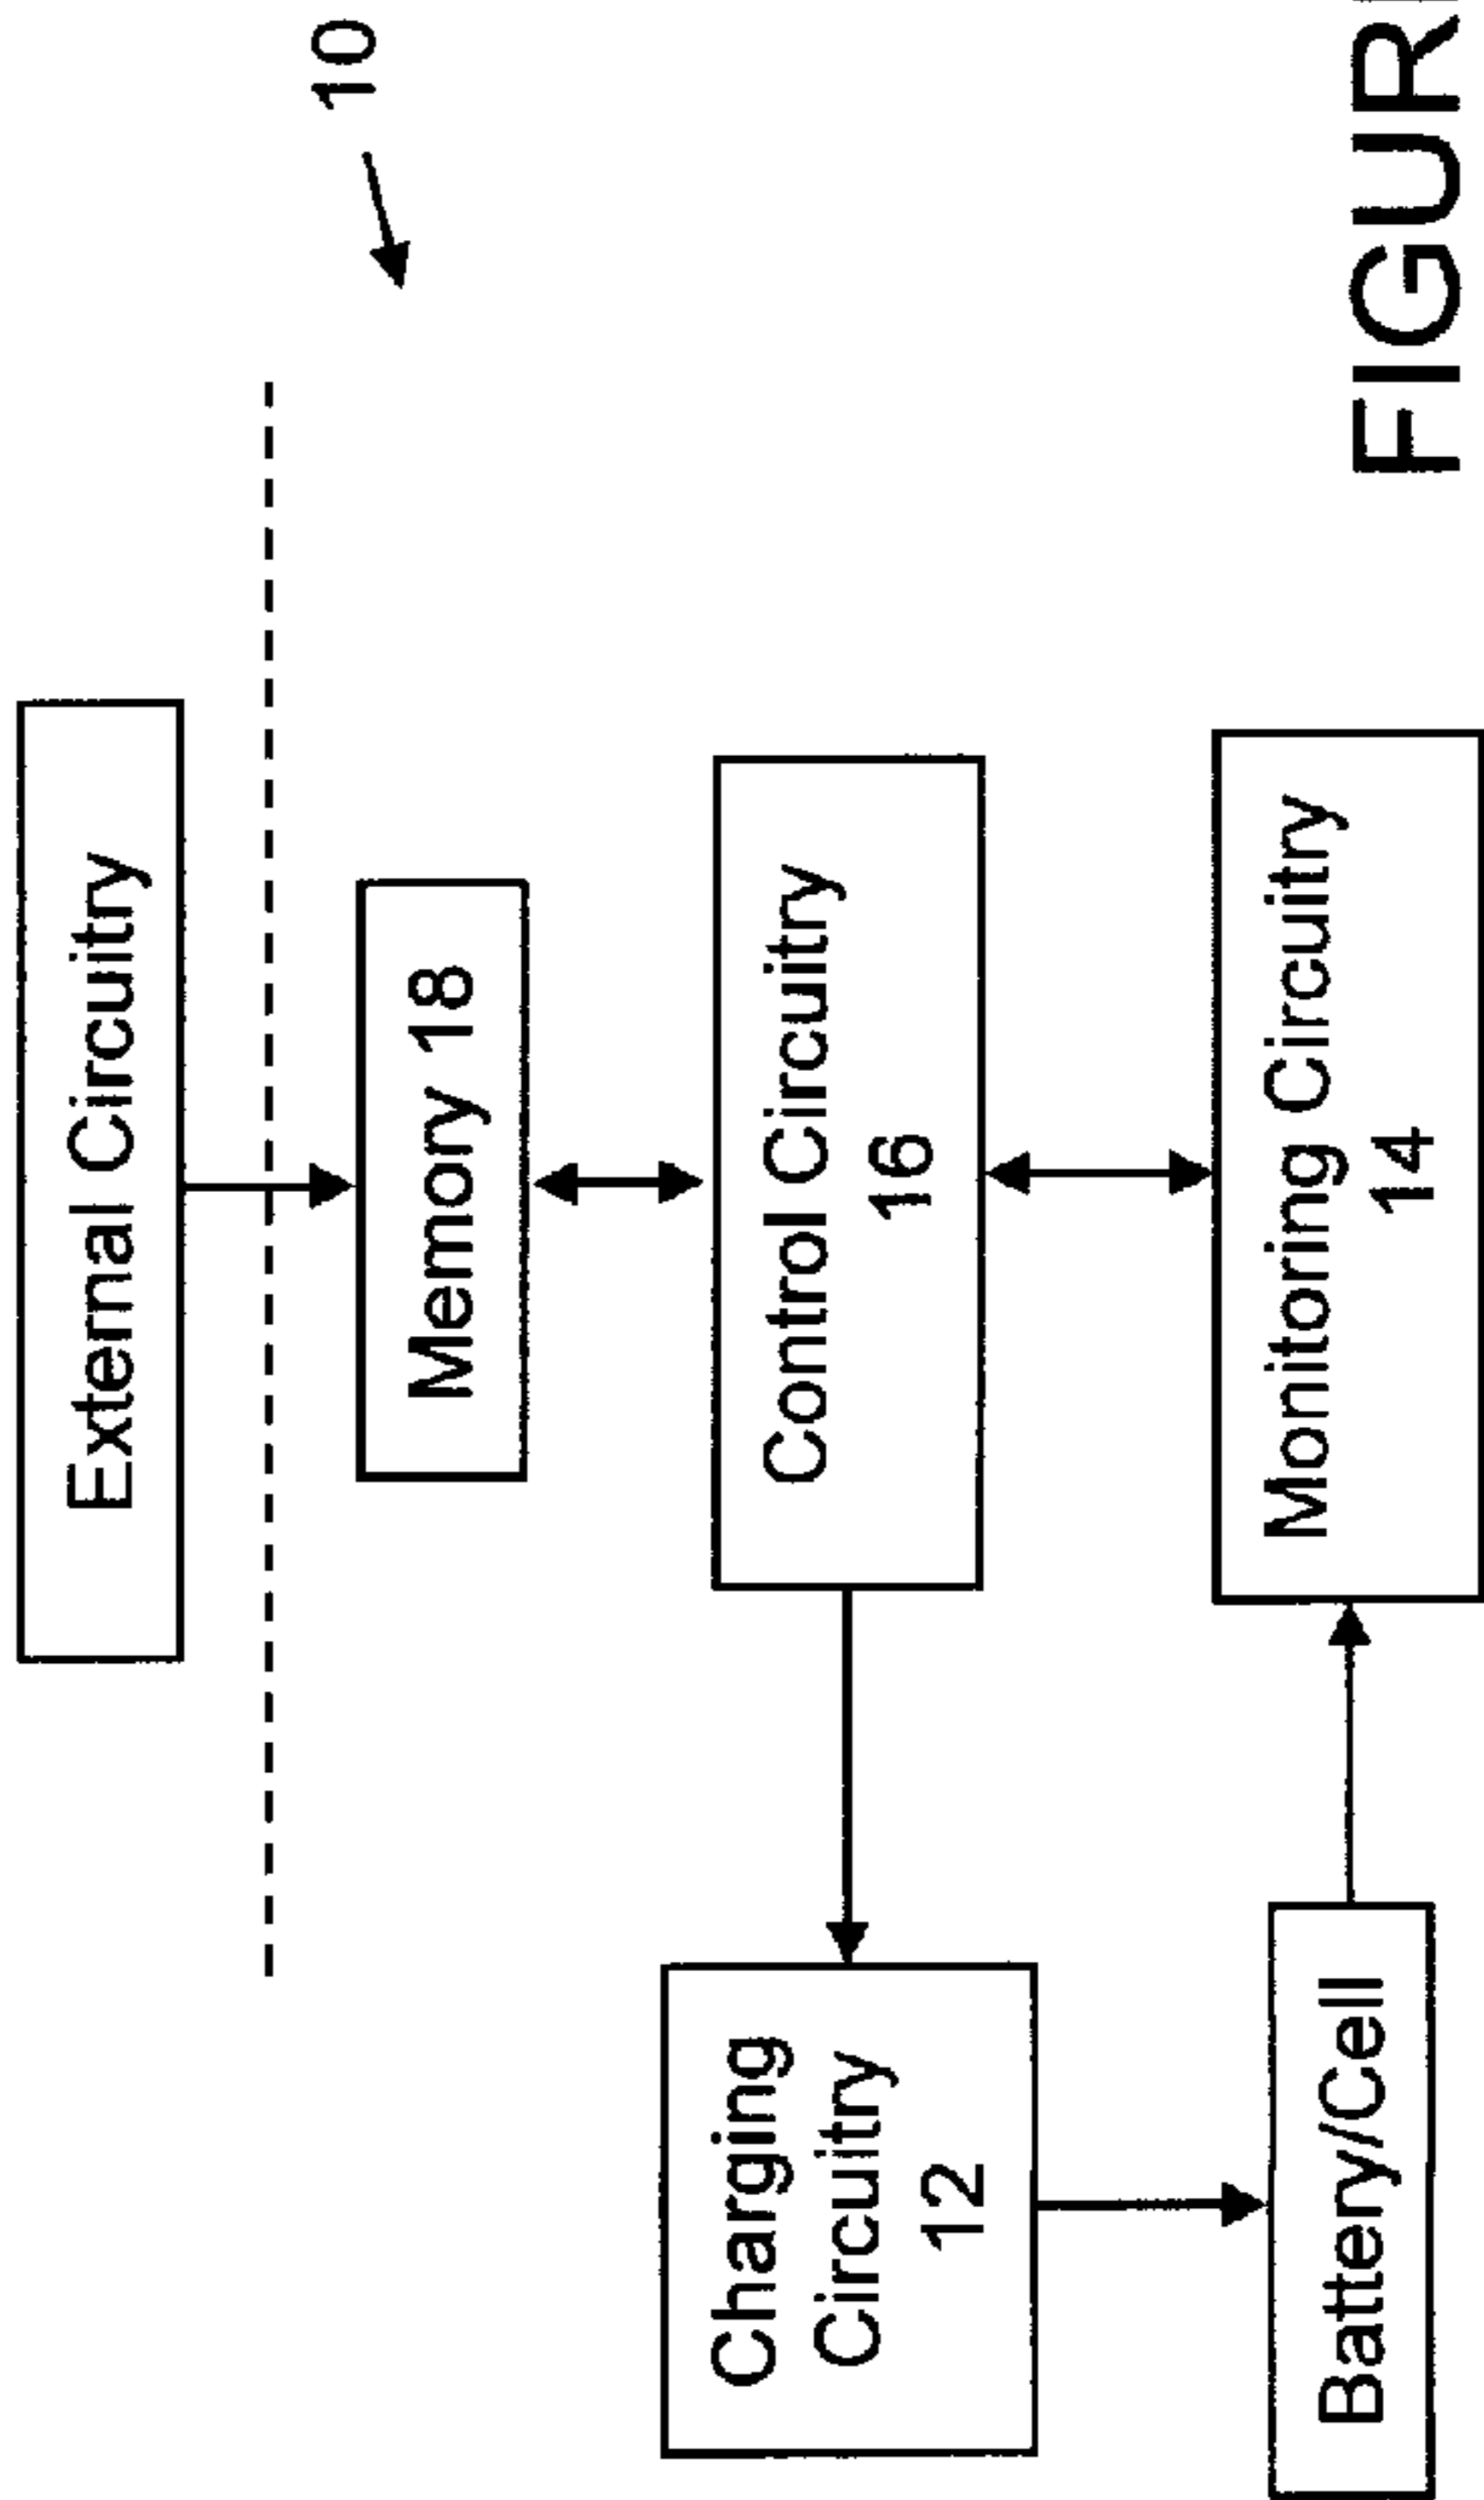 External Circuitry
10
Memory 18
Control Circuitry
16
Charging
Circuitry
12
Monitoring Circuitry
14
Battery/Cell
FIGUR